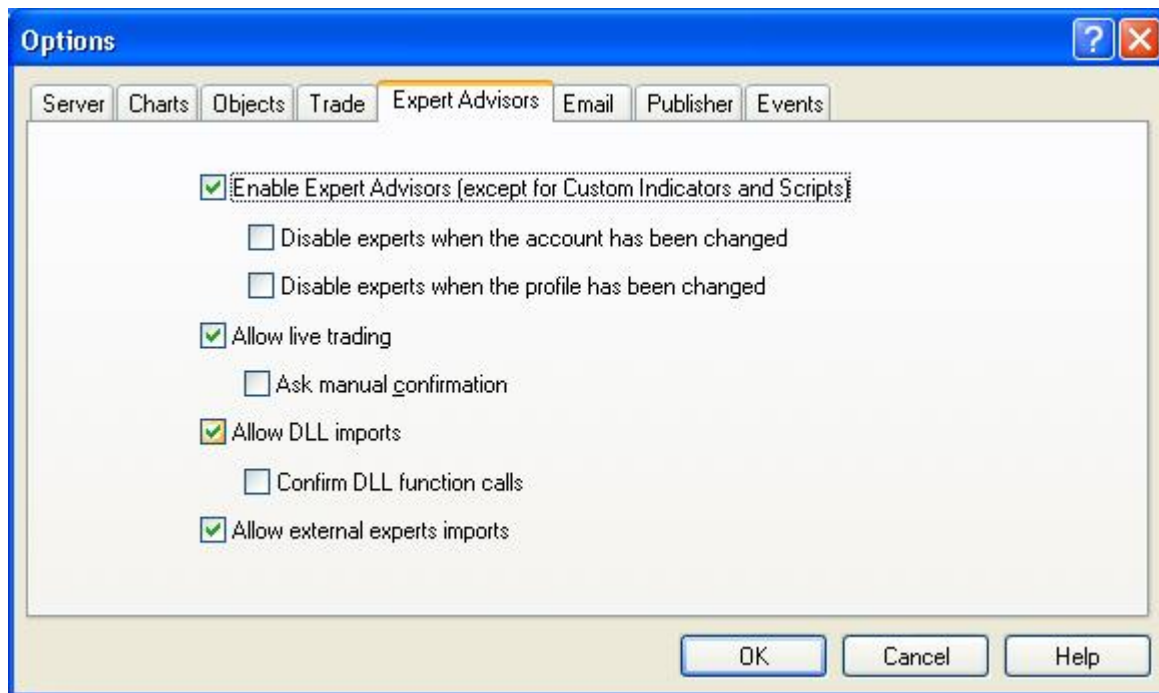 Options
Server Charts Objects Trade Expert Advisors Email Publisher Events
Enable Expert Advisors (except for Custom Indicators and Scripts)
Disable experts when the account has been changed
Disable experts when the profile has been changed
Allow live trading
Ask manual confirmation
Allow DLL imports
Confirm DLL function calls
Allow external experts imports
OK Cancel Help